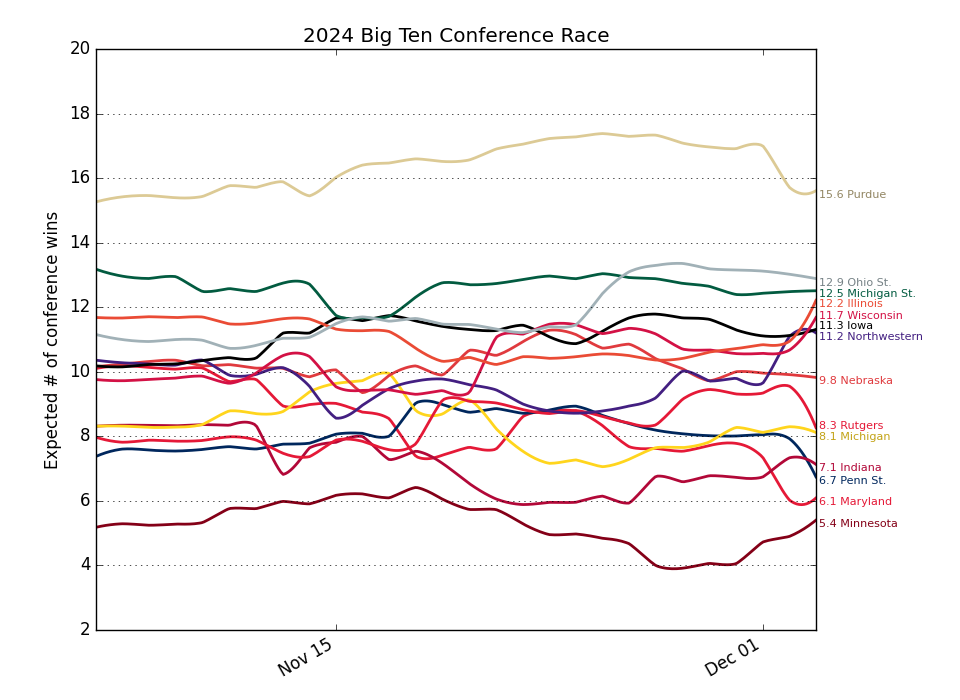 2024 Big Ten Conference Race
Expected # of conference wins
20
18
16
14
12
10
8
6
4
2
15.6 Purdue
12.9 Ohio St.
12.5 Michigan St.
12.2 Illinois
11.7 Wisconsin
11.3 Iowa
11.2 Northwestern
9.8 Nebraska
8.3 Rutgers
8.1 Michigan
7.1 Indiana
6.7 Penn St.
6.1 Maryland
5.4 Minnesota
Nov 15
Dec 01